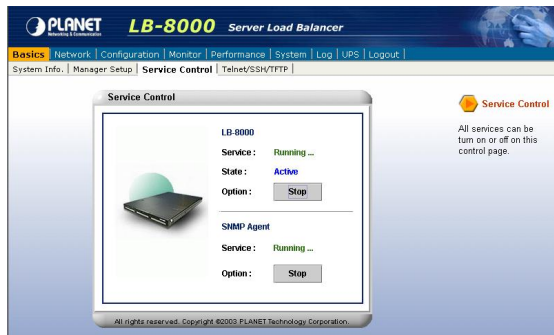 PLANET
Networking & Communication
LB-8000 Server Load Balancer
Basics | Network | Configuration | Monitor | Performance | System | Log | UPS | Logout |
System Info. | Manager Setup | Service Control | Telnet/SSH/TFTP |
Service Control
LB-8000
Service : Running ...
State : Active
Option : Stop
SNMP Agent
Service : Running ...
Option : Stop
All rights reserved. Copyright ©2003 PLANET Technology Corporation.
Service Control
All services can be
turn on or off on this
control page.